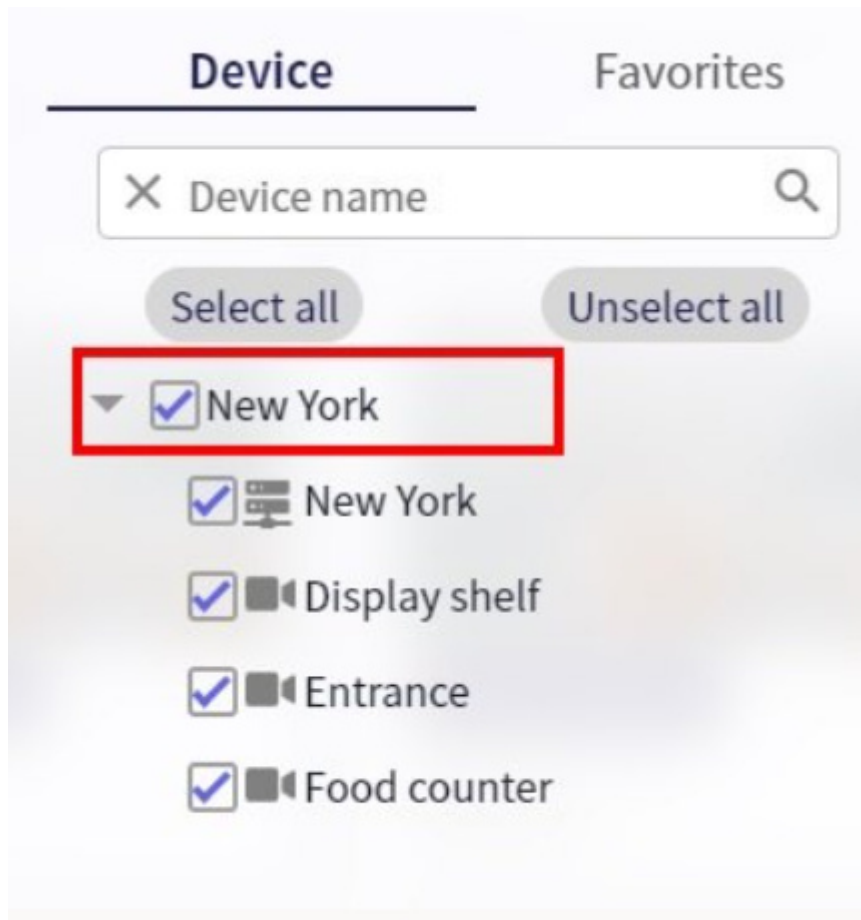 Device Favorites
Device name
Select all Unselect all
New York
New York
Display shelf
Entrance
Food counter